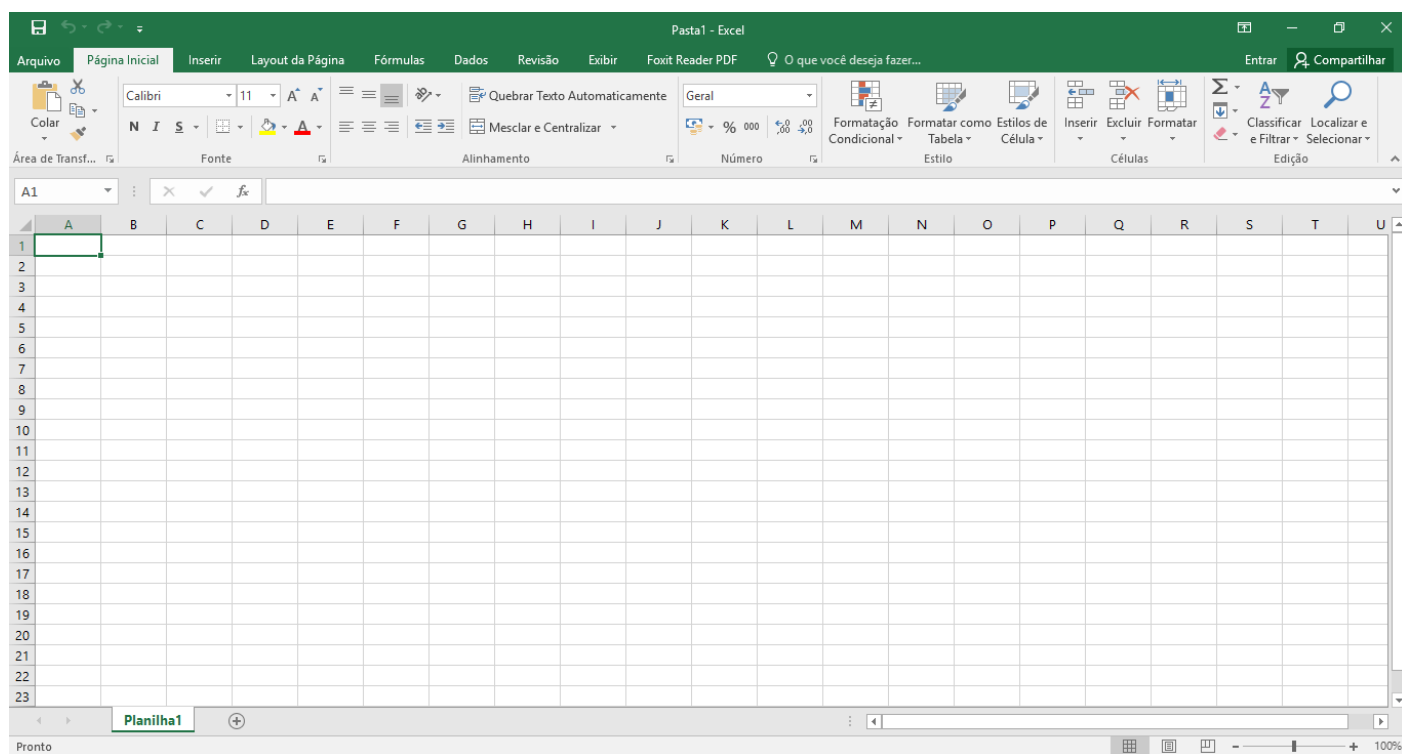 Pasta1 - Excel
Arquivo Página Inicial Inserir Layout da Página Fórmulas Dados Revisão Exibir Foxit Reader PDF O que você deseja fazer... Entrar Compartilhar
Calibri 11 A A Quebrar Texto Automaticamente Geral
Colar N I S A Mesclar e Centralizar % 000 ,00 ,0 Formatação Condicional Formatar como Tabela Estilos de Célula Inserir Excluir Formatar Classificar e Filtrar Localizar e Selecionar
Área de Transf... Fonte Alinhamento Número Estilo Células Edição
A1 fx
A B C D E F G H I J K L M N O P Q R S T U
1
2
3
4
5
6
7
8
9
10
11
12
13
14
15
16
17
18
19
20
21
22
23
Planilha1
Pronto 100%